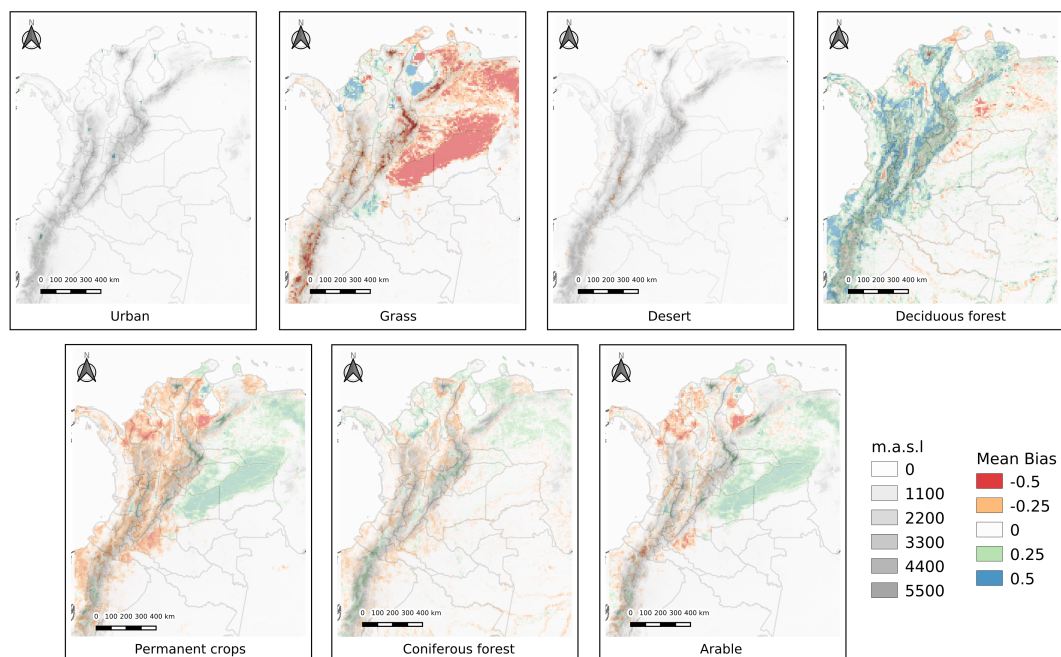 N
N
N
N
0 100 200 300 400 km
0 100 200 300 400 km
0 100 200 300 400 km
0 100 200 300 400 km
Urban
Grass
Desert
Deciduous forest
N
N
N
0 100 200 300 400 km
0 100 200 300 400 km
0 100 200 300 400 km
Permanent crops
Coniferous forest
Arable
m.a.s.l
0
1100
2200
3300
4400
5500
Mean Bias
-0.5
-0.25
0
0.25
0.5